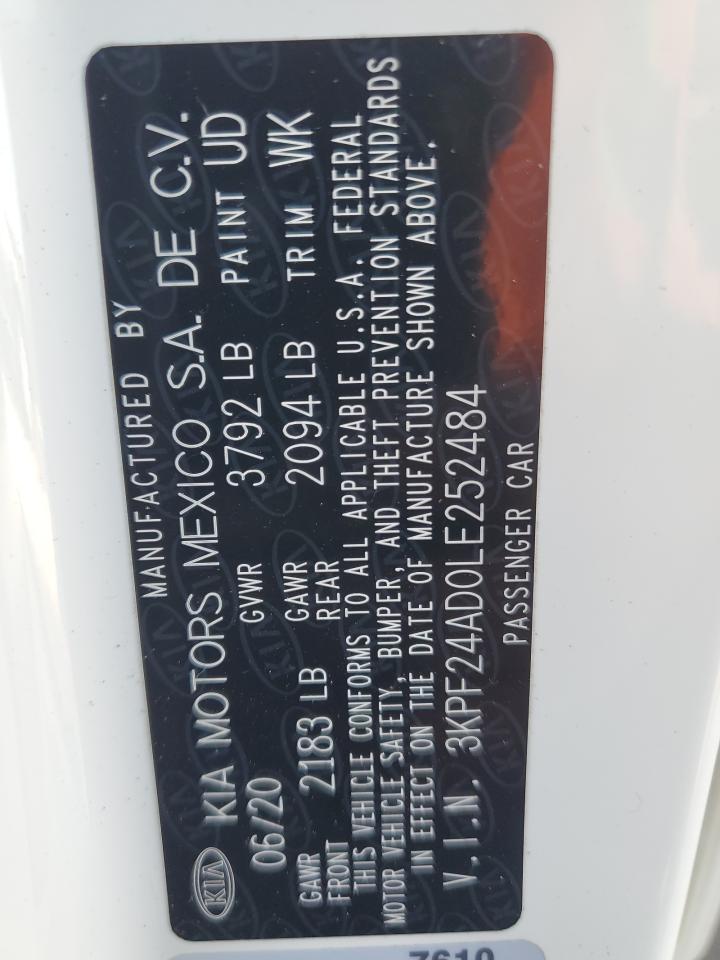 MANUFACTURED BY
KIA KIA MOTORS MEXICO S.A. DE C.V.
06/20 GVWR 3792 LB PAINT UD
GAWR FRONT 2183 LB GAWR REAR 2094 LB TRIM WK
THIS VEHICLE CONFORMS TO ALL APPLICABLE U.S.A. FEDERAL
MOTOR VEHICLE SAFETY, BUMPER, AND THEFT PREVENTION STANDARDS
IN EFFECT ON THE DATE OF MANUFACTURE SHOWN ABOVE.
V.I.N. 3KPF24AD0LE252484
PASSENGER CAR